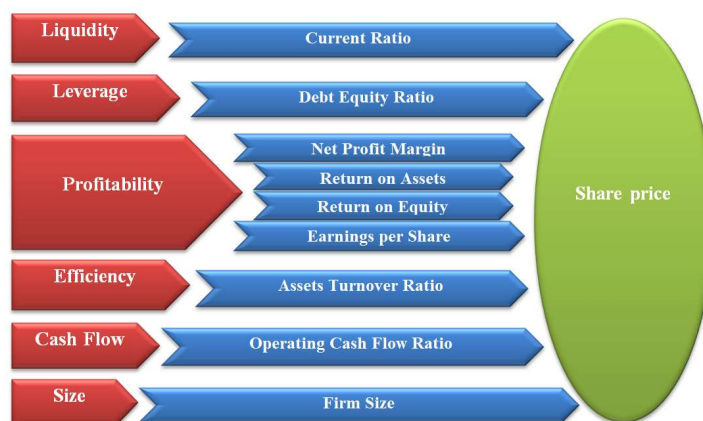 Liquidity
Current Ratio
Leverage
Debt Equity Ratio
Profitability
Net Profit Margin
Return on Assets
Return on Equity
Earnings per Share
Share price
Efficiency
Assets Turnover Ratio
Cash Flow
Operating Cash Flow Ratio
Size
Firm Size